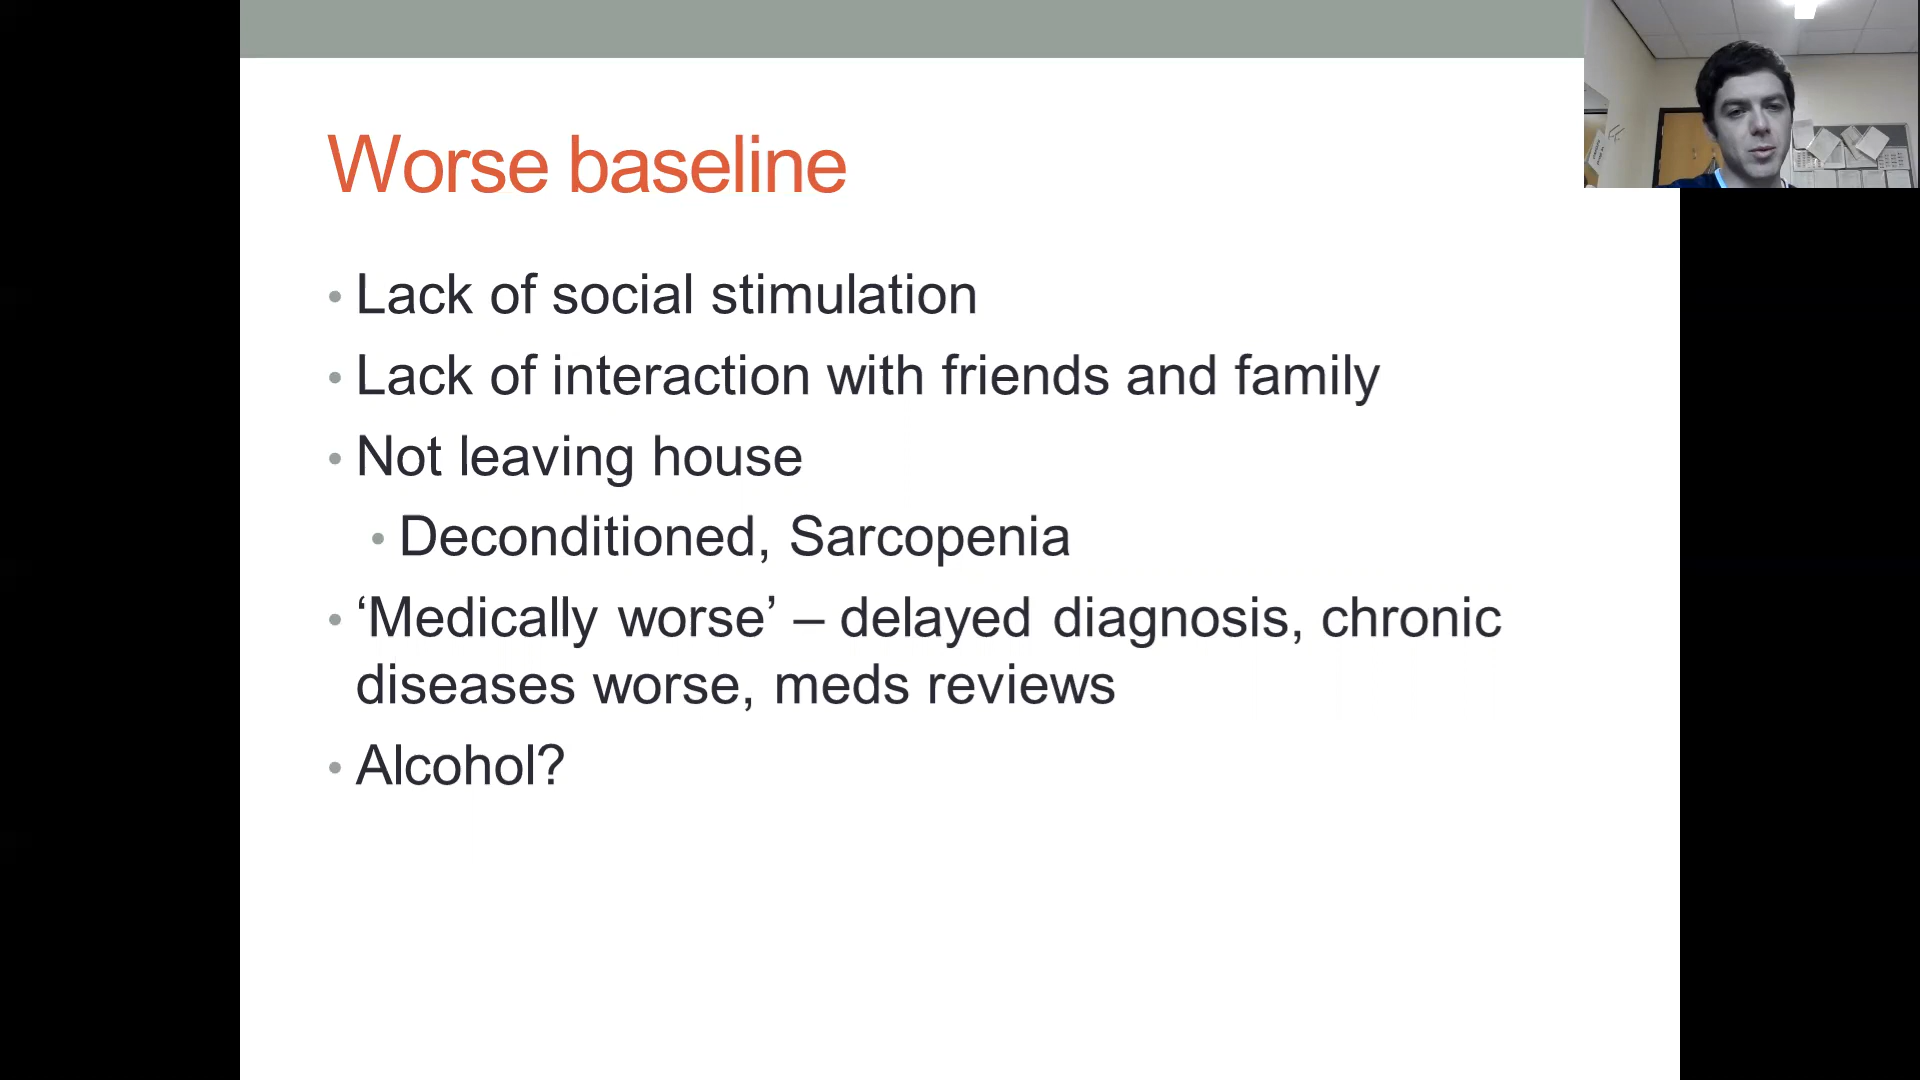 Worse baseline
• Lack of social stimulation
• Lack of interaction with friends and family
• Not leaving house
• Deconditioned, Sarcopenia
• ‘Medically worse’ – delayed diagnosis, chronic
diseases worse, meds reviews
• Alcohol?